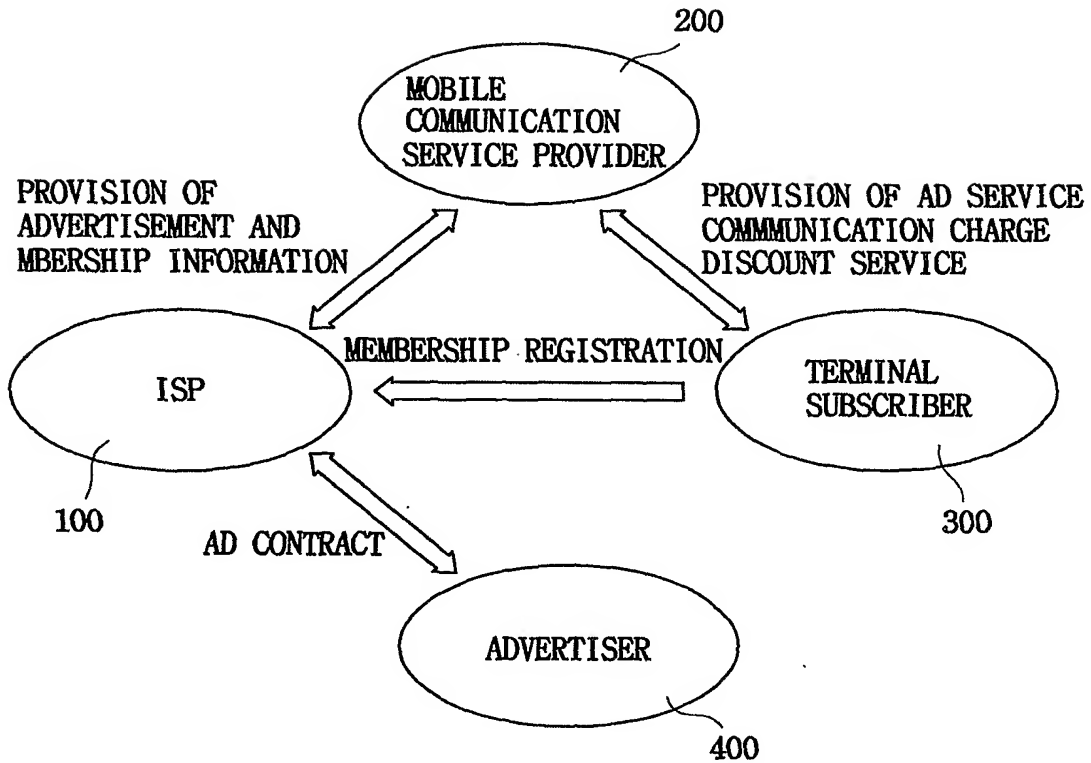 200
MOBILE
COMMUNICATION
SERVICE PROVIDER
PROVISION OF
ADVERTISEMENT AND
MBERSHIP INFORMATION
PROVISION OF AD SERVICE
COMMMUNICATION CHARGE
DISCOUNT SERVICE
MEMBERSHIP REGISTRATION
ISP
TERMINAL
SUBSCRIBER
100
300
AD CONTRACT
ADVERTISER
400